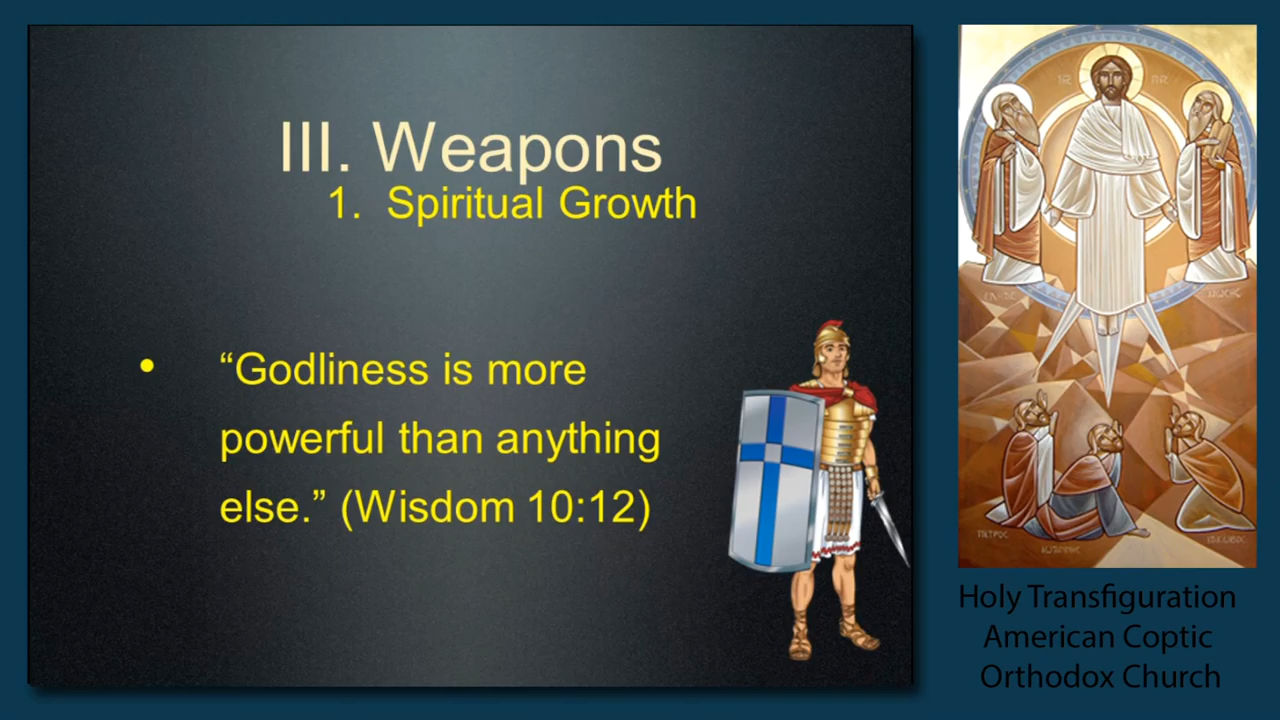 III. Weapons
1. Spiritual Growth
• “Godliness is more
powerful than anything
else.” (Wisdom 10:12)
Holy Transfiguration
American Coptic
Orthodox Church